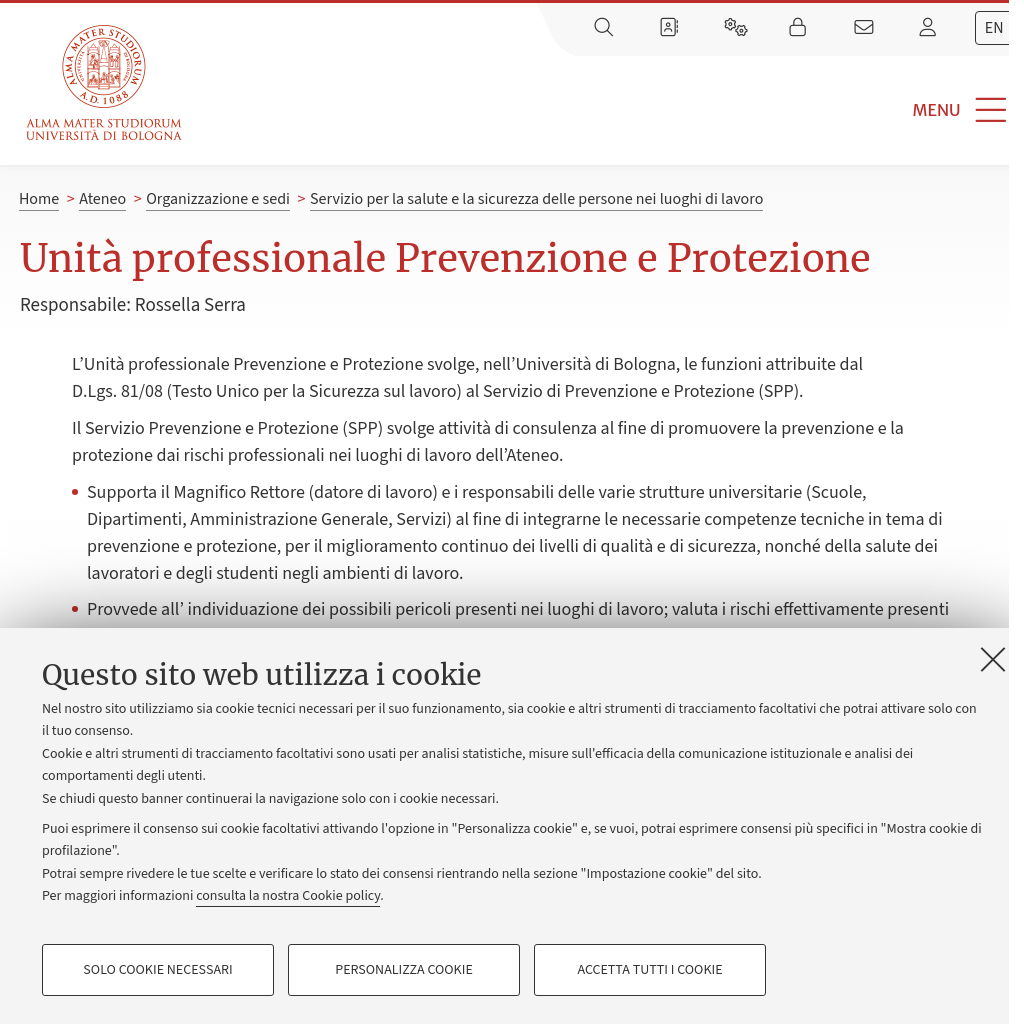 ALMA MATER STUDIORUM
A.D. 1088
EN
ALMA MATER STUDIORUM
UNIVERSITÀ DI BOLOGNA
MENU
Home > Ateneo > Organizzazione e sedi > Servizio per la salute e la sicurezza delle persone nei luoghi di lavoro
Unità professionale Prevenzione e Protezione
Responsabile: Rossella Serra
L’Unità professionale Prevenzione e Protezione svolge, nell’Università di Bologna, le funzioni attribuite dal
D.Lgs. 81/08 (Testo Unico per la Sicurezza sul lavoro) al Servizio di Prevenzione e Protezione (SPP).
Il Servizio Prevenzione e Protezione (SPP) svolge attività di consulenza al fine di promuovere la prevenzione e la
protezione dai rischi professionali nei luoghi di lavoro dell’Ateneo.
Supporta il Magnifico Rettore (datore di lavoro) e i responsabili delle varie strutture universitarie (Scuole,
Dipartimenti, Amministrazione Generale, Servizi) al fine di integrarne le necessarie competenze tecniche in tema di
prevenzione e protezione, per il miglioramento continuo dei livelli di qualità e di sicurezza, nonché della salute dei
lavoratori e degli studenti negli ambienti di lavoro.
Provvede all’ individuazione dei possibili pericoli presenti nei luoghi di lavoro; valuta i rischi effettivamente presenti
Questo sito web utilizza i cookie
Nel nostro sito utilizziamo sia cookie tecnici necessari per il suo funzionamento, sia cookie e altri strumenti di tracciamento facoltativi che potrai attivare solo con
il tuo consenso.
Cookie e altri strumenti di tracciamento facoltativi sono usati per analisi statistiche, misure sull'efficacia della comunicazione istituzionale e analisi dei
comportamenti degli utenti.
Se chiudi questo banner continuerai la navigazione solo con i cookie necessari.
Puoi esprimere il consenso sui cookie facoltativi attivando l'opzione in "Personalizza cookie" e, se vuoi, potrai esprimere consensi più specifici in "Mostra cookie di
profilazione".
Potrai sempre rivedere le tue scelte e verificare lo stato dei consensi rientrando nella sezione "Impostazione cookie" del sito.
Per maggiori informazioni consulta la nostra Cookie policy.
SOLO COOKIE NECESSARI
PERSONALIZZA COOKIE
ACCETTA TUTTI I COOKIE